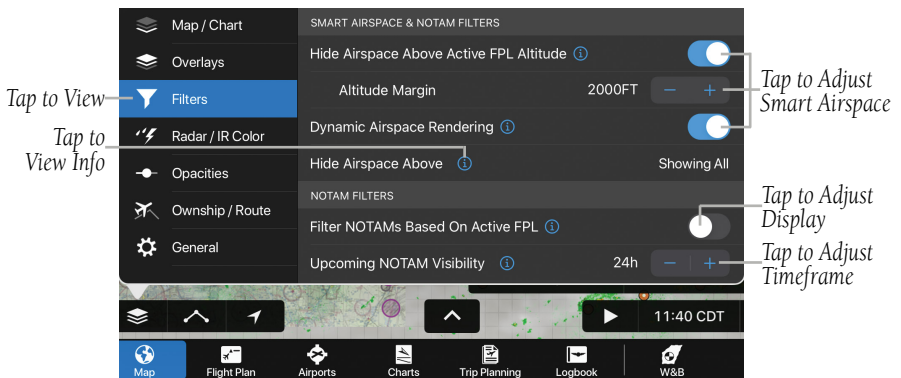 Map / Chart
Overlays
Filters
Radar / IR Color
Opacities
Ownship / Route
General
SMART AIRSPACE & NOTAM FILTERS
Hide Airspace Above Active FPL Altitude
Altitude Margin 2000FT − +
Dynamic Airspace Rendering
Hide Airspace Above Showing All
NOTAM FILTERS
Filter NOTAMs Based On Active FPL
Upcoming NOTAM Visibility 24h − +
Tap to View
Tap to
View Info
Tap to Adjust
Smart Airspace
Tap to Adjust
Display
Tap to Adjust
Timeframe
11:40 CDT
Map Flight Plan Airports Charts Trip Planning Logbook W&B